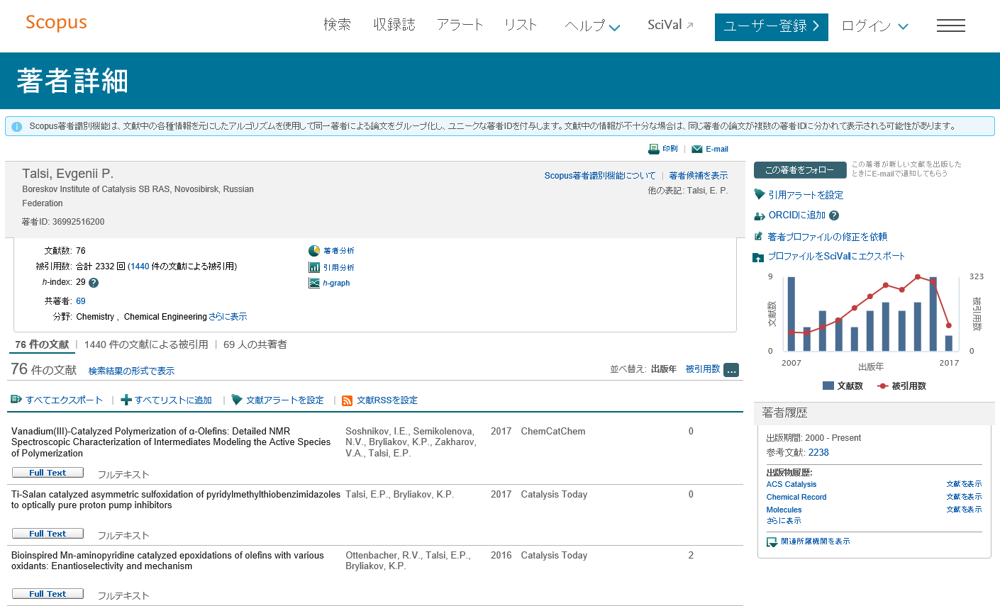 Scopus
検索 収録誌 アラート リスト ヘルプ SciVal ユーザー登録 ログイン
著者詳細
Scopus著者識別機能は、文献中の各種情報を元にしたアルゴリズムを使用して同一著者による論文をグループ化し、ユニークな著者IDを付与します。文献中の情報が不十分な場合は、同じ著者の論文が複数の著者IDに分かれて表示される可能性があります。
印刷 | E-mail
Talsi, Evgenii P.
Boreskov Institute of Catalysis SB RAS, Novosibirsk, Russian
Federation
著者ID: 36992516200
Scopus著者識別機能について | 著者候補を表示
他の表記: Talsi, E. P.
文献数: 76
被引用数: 合計 2332 回 (1440 件の文献による被引用)
h-index: 29 ?
共著者: 69
分野: Chemistry , Chemical Engineering さらに表示
著者分析
引用分析
h-graph
この著者をフォロー
この著者が新しい文献を出版した
ときにE-mailで通知してもらう
引用アラートを設定
ORCIDに追加 ?
著者プロファイルの修正を依頼
プロファイルをSciValにエクスポート
9 323
文献数 被引用数
0 0
2007 出版年 2017
文献数 被引用数
76 件の文献 | 1440 件の文献による被引用 | 69 人の共著者
76 件の文献 検索結果の形式で表示
並べ替え: 出版年 被引用数 ...
すべてエクスポート | すべてリストに追加 | 文献アラートを設定 | 文献RSSを設定
Vanadium(III)-Catalyzed Polymerization of α-Olefins: Detailed NMR
Spectroscopic Characterization of Intermediates Modeling the Active Species
of Polymerization
Soshnikov, I.E., Semikolenova,
N.V., Bryliakov, K.P., Zakharov,
V.A., Talsi, E.P.
2017 ChemCatChem 0
Full Text フルテキスト
Ti-Salan catalyzed asymmetric sulfoxidation of pyridylmethylthiobenzimidazoles
to optically pure proton pump inhibitors
Talsi, E.P., Bryliakov, K.P.
2017 Catalysis Today 0
Full Text フルテキスト
Bioinspired Mn-aminopyridine catalyzed epoxidations of olefins with various
oxidants: Enantioselectivity and mechanism
Ottenbacher, R.V., Talsi, E.P.,
Bryliakov, K.P.
2016 Catalysis Today 2
Full Text フルテキスト
著者履歴
出版期間: 2000 - Present
参考文献: 2238
出版物履歴:
ACS Catalysis 文献を表示
Chemical Record 文献を表示
Molecules 文献を表示
さらに表示
関連所属機関を表示